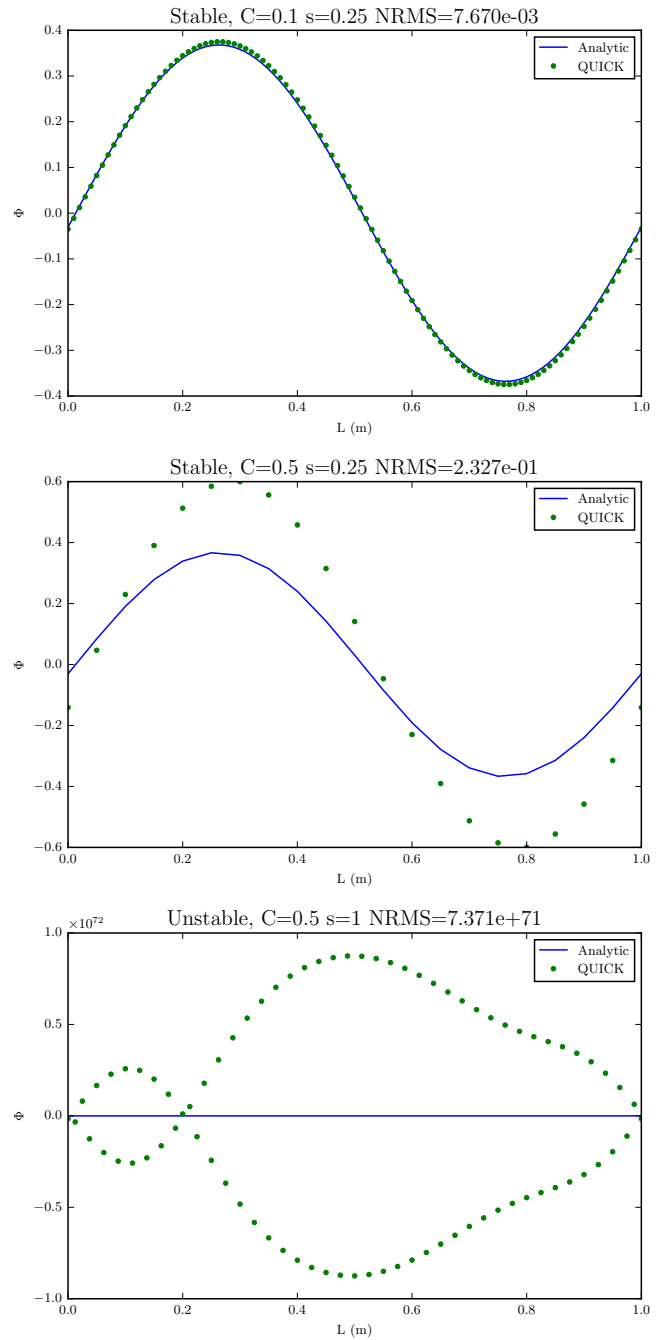 Stable, C=0.1 s=0.25 NRMS=7.670e-03
0.4
0.3
0.2
0.1
0.0
−0.1
−0.2
−0.3
−0.4
Φ
Analytic
QUICK
0.0 0.2 0.4 0.6 0.8 1.0
L (m)
Stable, C=0.5 s=0.25 NRMS=2.327e-01
0.6
0.4
0.2
0.0
−0.2
−0.4
−0.6
Φ
Analytic
QUICK
0.0 0.2 0.4 0.6 0.8 1.0
L (m)
Unstable, C=0.5 s=1 NRMS=7.371e+71
×10⁷²
1.0
0.5
0.0
−0.5
−1.0
Φ
Analytic
QUICK
0.0 0.2 0.4 0.6 0.8 1.0
L (m)